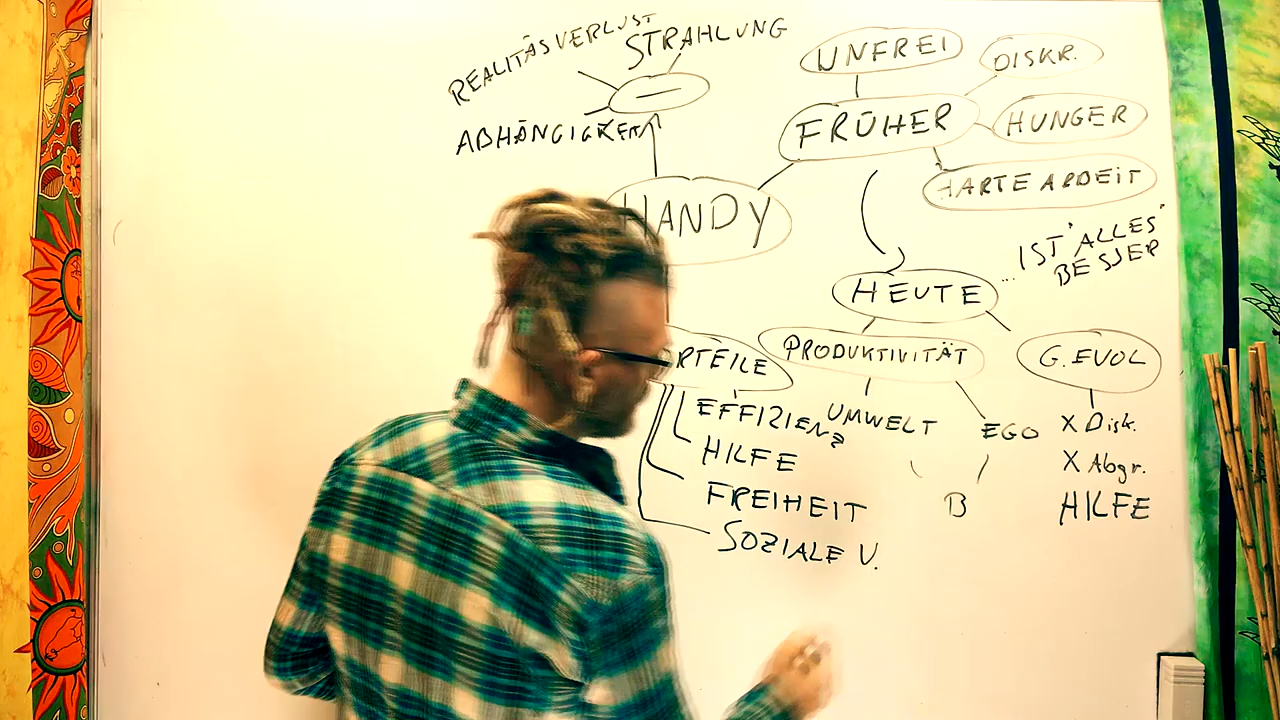 REALITÄSVERLUST
STRAHLUNG
—
ABHÄNGIGKEIT
HANDY
UNFREI
DISKR.
FRÜHER
HUNGER
HARTE ARBEIT
HEUTE
... IST "ALLES"
BESSER
ORTEILE
EFFIZIENZ
HILFE
FREIHEIT
SOZIALE V.
PRODUKTIVITÄT
UMWELT
EGO
B
G. EVOL
X Disk.
X Abgr.
HILFE